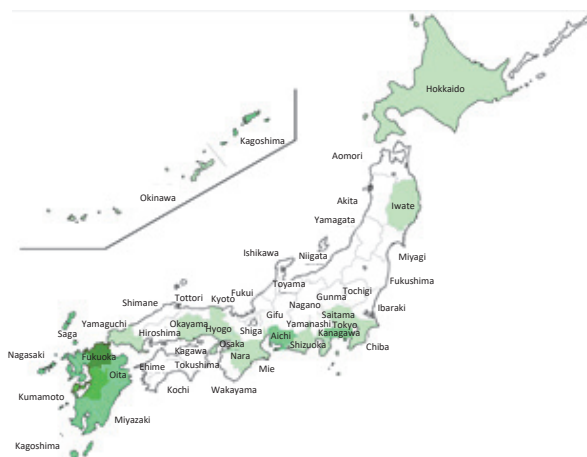 Hokkaido
Kagoshima
Aomori
Okinawa
Akita
Iwate
Yamagata
Ishikawa
Niigata
Miyagi
Toyama
Fukushima
Fukui
Tochigi
Shimane
Tottori
Kyoto
Gunma
Nagano
Ibaraki
Gifu
Saitama
Saga
Yamaguchi
Okayama
Hyogo
Shiga
Yamanashi
Tokyo
Hiroshima
Aichi
Kanagawa
Osaka
Shizuoka
Chiba
Nagasaki
Fukuoka
Kagawa
Nara
Ehime
Tokushima
Mie
Oita
Kochi
Wakayama
Kumamoto
Miyazaki
Kagoshima